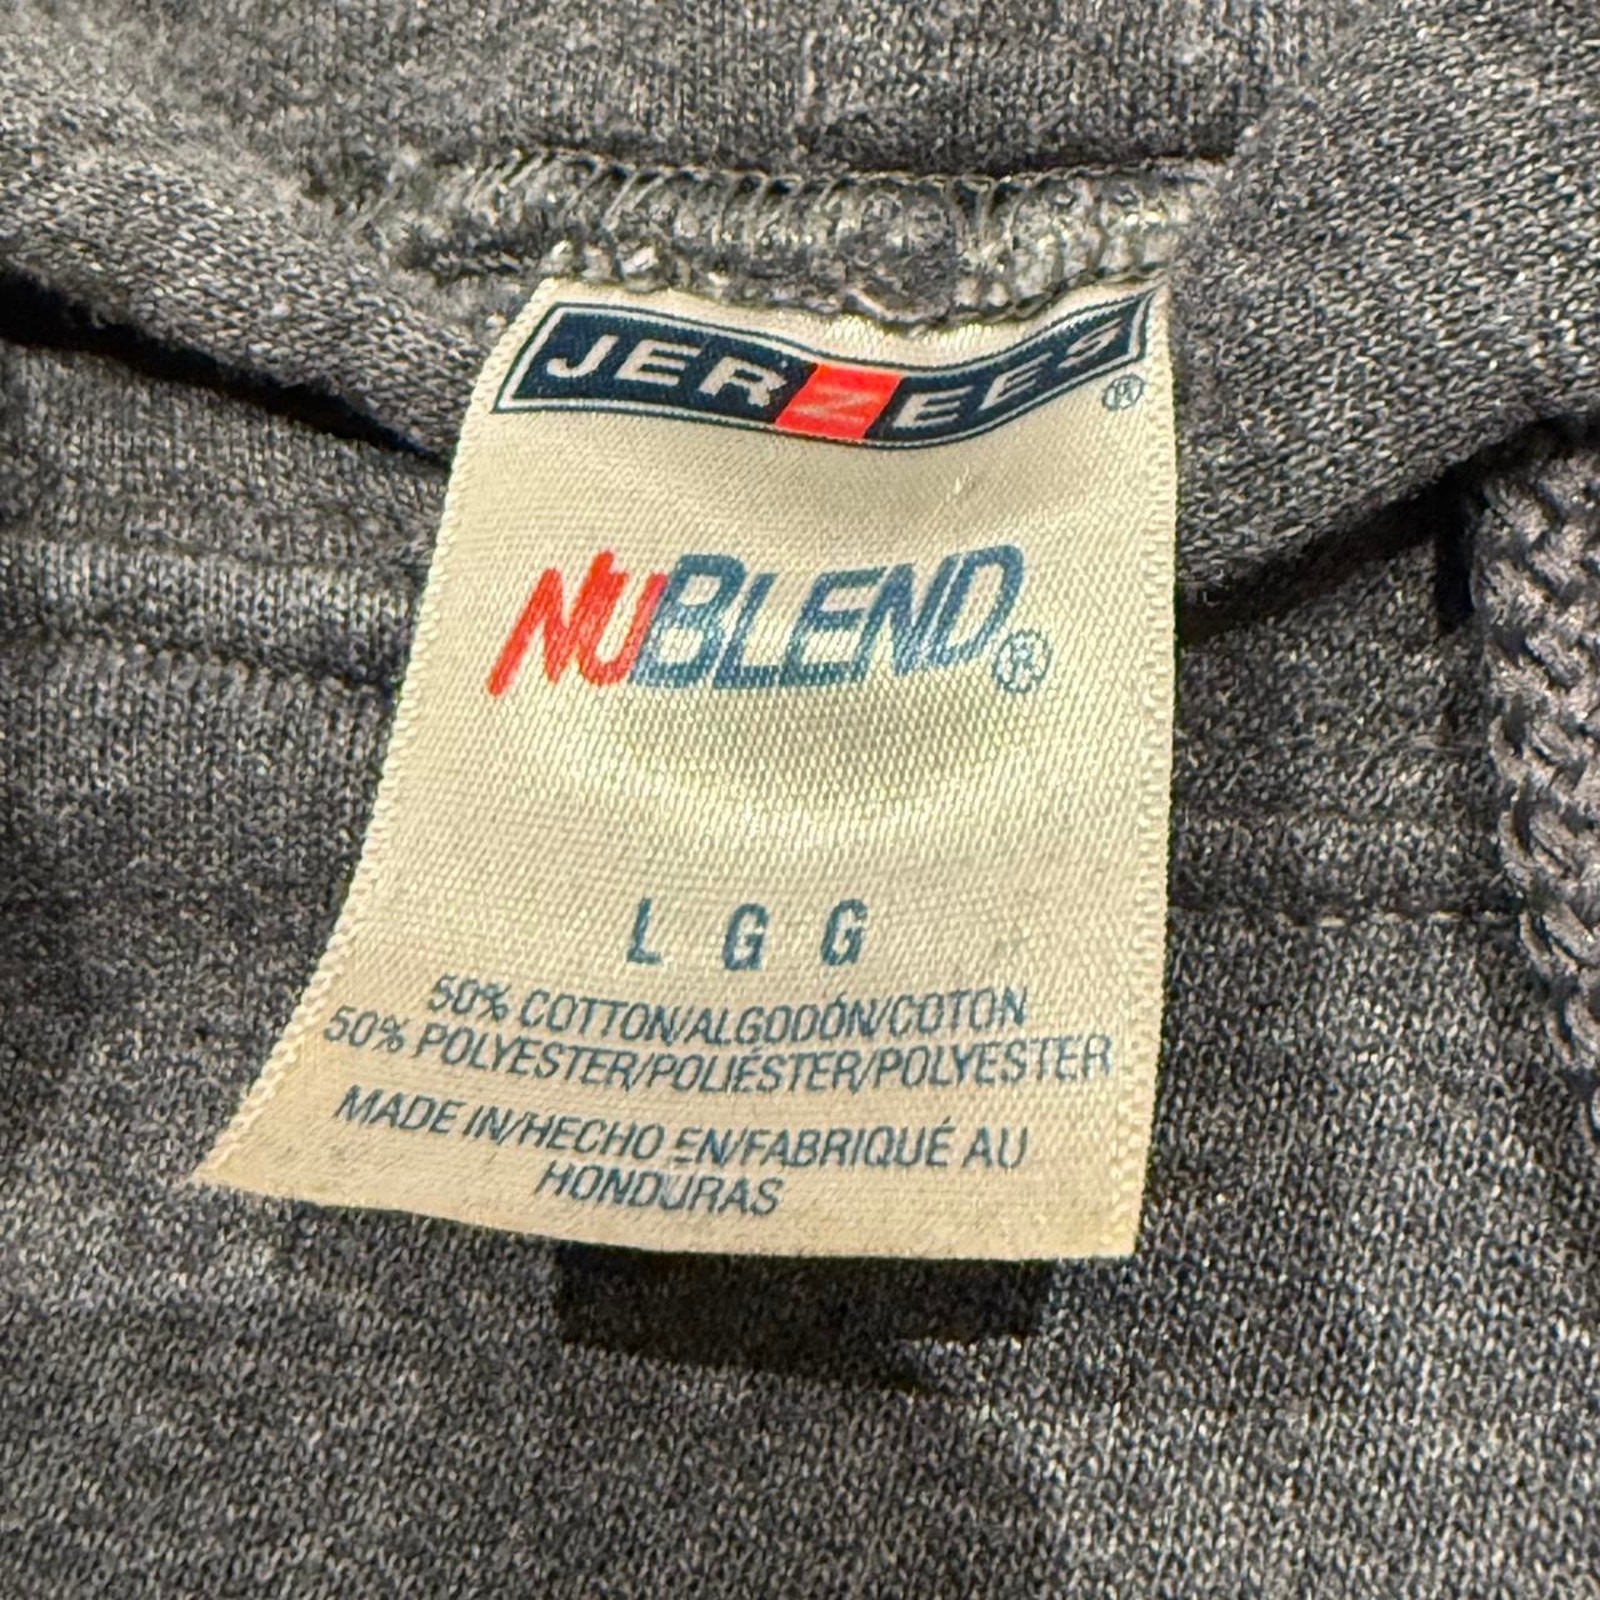 JERZEES®
NUBLEND®
L G G
50% COTTON/ALGODÓN/COTON
50% POLYESTER/POLIÉSTER/POLYESTER
MADE IN/HECHO EN/FABRIQUÉ AU
HONDURAS